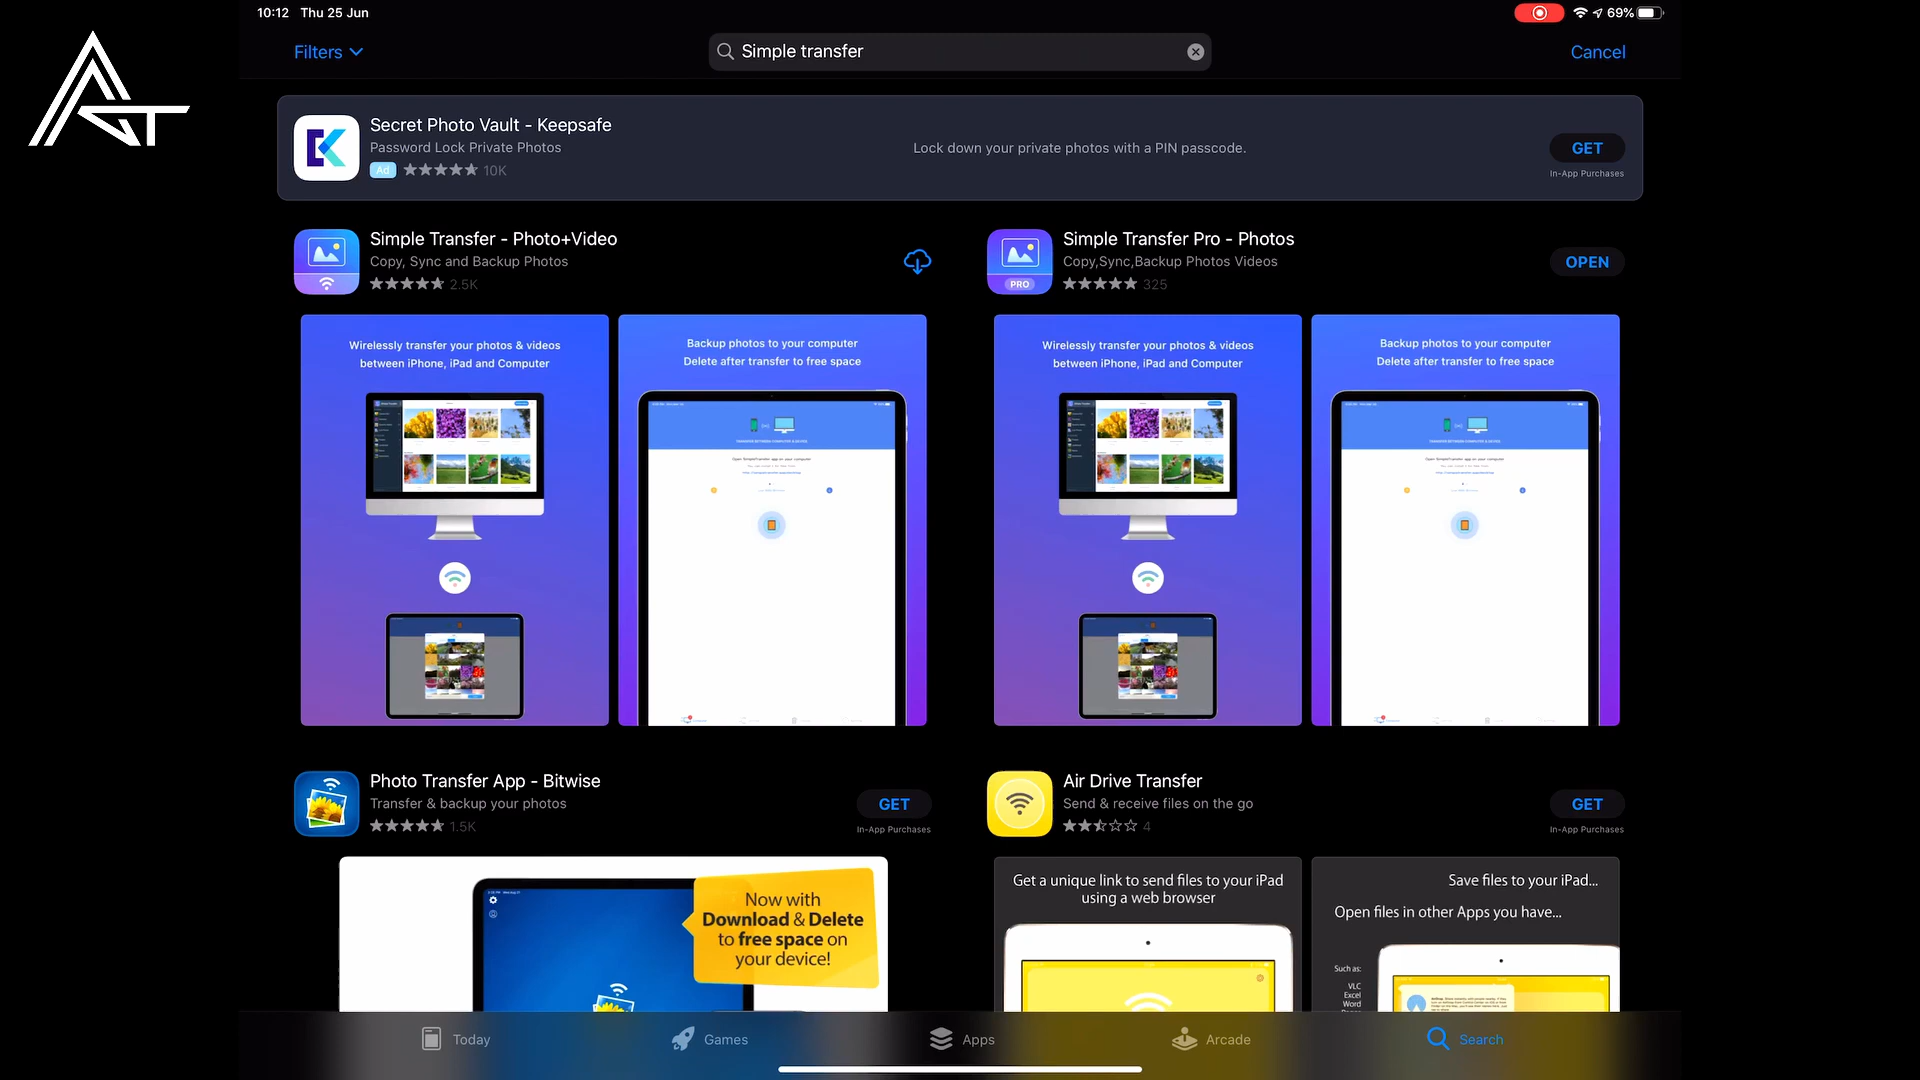 10:12 Thu 25 Jun
69%
Filters
Simple transfer
Cancel
Secret Photo Vault - Keepsafe
Password Lock Private Photos
Ad 10K
Lock down your private photos with a PIN passcode.
GET
In-App Purchases
Simple Transfer - Photo+Video
Copy, Sync and Backup Photos
2.5K
Simple Transfer Pro - Photos
Copy,Sync,Backup Photos Videos
325
PRO
OPEN
Wirelessly transfer your photos & videos
between iPhone, iPad and Computer
Backup photos to your computer
Delete after transfer to free space
Wirelessly transfer your photos & videos
between iPhone, iPad and Computer
Backup photos to your computer
Delete after transfer to free space
Photo Transfer App - Bitwise
Transfer & backup your photos
1.5K
GET
In-App Purchases
Air Drive Transfer
Send & receive files on the go
4
GET
In-App Purchases
Now with
Download & Delete
to free space on
your device!
Get a unique link to send files to your iPad
using a web browser
Save files to your iPad...
Open files in other Apps you have...
Such as:
VLC
Excel
Word
Today
Games
Apps
Arcade
Search